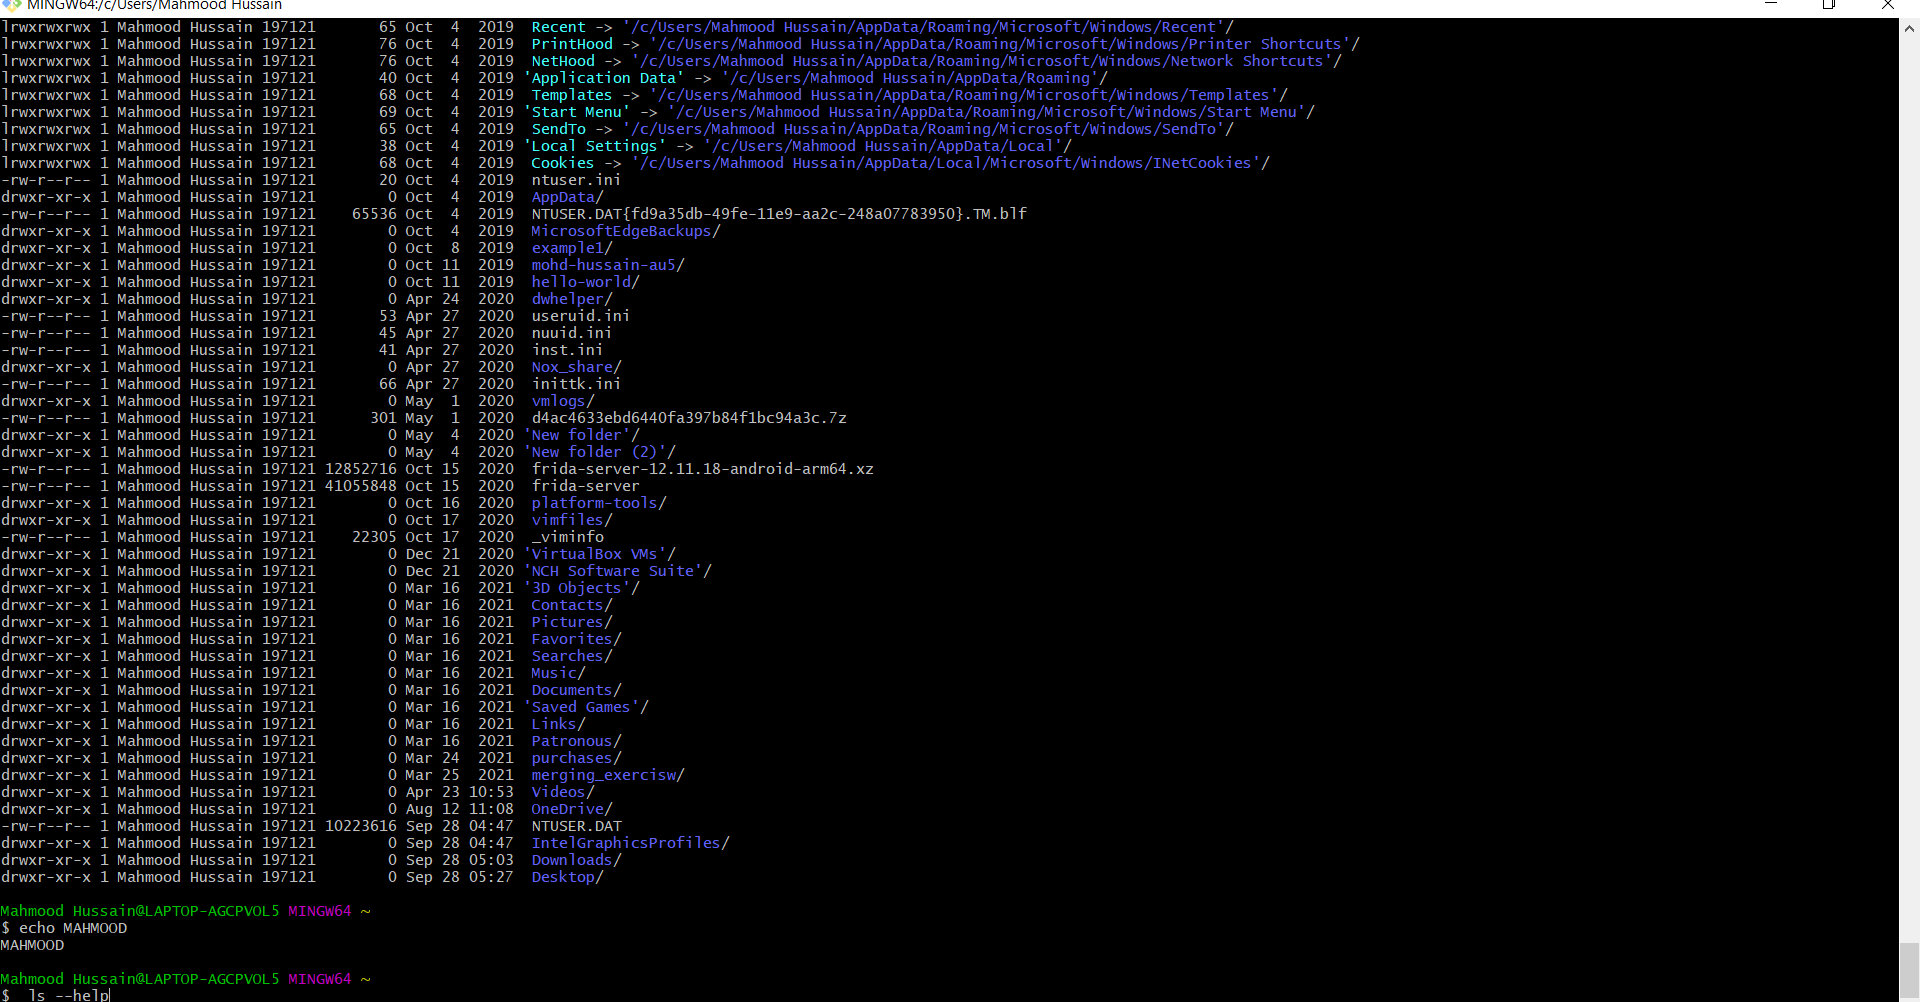 MINGW64:/c/Users/Mahmood Hussain
lrwxrwxrwx 1 Mahmood Hussain 197121       65 Oct  4  2019  Recent -> '/c/Users/Mahmood Hussain/AppData/Roaming/Microsoft/Windows/Recent'/
lrwxrwxrwx 1 Mahmood Hussain 197121       76 Oct  4  2019  PrintHood -> '/c/Users/Mahmood Hussain/AppData/Roaming/Microsoft/Windows/Printer Shortcuts'/
lrwxrwxrwx 1 Mahmood Hussain 197121       76 Oct  4  2019  NetHood -> '/c/Users/Mahmood Hussain/AppData/Roaming/Microsoft/Windows/Network Shortcuts'/
lrwxrwxrwx 1 Mahmood Hussain 197121       40 Oct  4  2019 'Application Data' -> '/c/Users/Mahmood Hussain/AppData/Roaming'/
lrwxrwxrwx 1 Mahmood Hussain 197121       68 Oct  4  2019  Templates -> '/c/Users/Mahmood Hussain/AppData/Roaming/Microsoft/Windows/Templates'/
lrwxrwxrwx 1 Mahmood Hussain 197121       69 Oct  4  2019 'Start Menu' -> '/c/Users/Mahmood Hussain/AppData/Roaming/Microsoft/Windows/Start Menu'/
lrwxrwxrwx 1 Mahmood Hussain 197121       65 Oct  4  2019  SendTo -> '/c/Users/Mahmood Hussain/AppData/Roaming/Microsoft/Windows/SendTo'/
lrwxrwxrwx 1 Mahmood Hussain 197121       38 Oct  4  2019 'Local Settings' -> '/c/Users/Mahmood Hussain/AppData/Local'/
lrwxrwxrwx 1 Mahmood Hussain 197121       68 Oct  4  2019  Cookies -> '/c/Users/Mahmood Hussain/AppData/Local/Microsoft/Windows/INetCookies'/
-rw-r--r-- 1 Mahmood Hussain 197121       20 Oct  4  2019  ntuser.ini
drwxr-xr-x 1 Mahmood Hussain 197121        0 Oct  4  2019  AppData/
-rw-r--r-- 1 Mahmood Hussain 197121    65536 Oct  4  2019  NTUSER.DAT{fd9a35db-49fe-11e9-aa2c-248a07783950}.TM.blf
drwxr-xr-x 1 Mahmood Hussain 197121        0 Oct  4  2019  MicrosoftEdgeBackups/
drwxr-xr-x 1 Mahmood Hussain 197121        0 Oct  8  2019  example1/
drwxr-xr-x 1 Mahmood Hussain 197121        0 Oct 11  2019  mohd-hussain-au5/
drwxr-xr-x 1 Mahmood Hussain 197121        0 Oct 11  2019  hello-world/
drwxr-xr-x 1 Mahmood Hussain 197121        0 Apr 24  2020  dwhelper/
-rw-r--r-- 1 Mahmood Hussain 197121       53 Apr 27  2020  useruid.ini
-rw-r--r-- 1 Mahmood Hussain 197121       45 Apr 27  2020  nuuid.ini
-rw-r--r-- 1 Mahmood Hussain 197121       41 Apr 27  2020  inst.ini
drwxr-xr-x 1 Mahmood Hussain 197121        0 Apr 27  2020  Nox_share/
-rw-r--r-- 1 Mahmood Hussain 197121       66 Apr 27  2020  inittk.ini
drwxr-xr-x 1 Mahmood Hussain 197121        0 May  1  2020  vmlogs/
-rw-r--r-- 1 Mahmood Hussain 197121      301 May  1  2020  d4ac4633ebd6440fa397b84f1bc94a3c.7z
drwxr-xr-x 1 Mahmood Hussain 197121        0 May  4  2020 'New folder'/
drwxr-xr-x 1 Mahmood Hussain 197121        0 May  4  2020 'New folder (2)'/
-rw-r--r-- 1 Mahmood Hussain 197121 12852716 Oct 15  2020  frida-server-12.11.18-android-arm64.xz
-rw-r--r-- 1 Mahmood Hussain 197121 41055848 Oct 15  2020  frida-server
drwxr-xr-x 1 Mahmood Hussain 197121        0 Oct 16  2020  platform-tools/
drwxr-xr-x 1 Mahmood Hussain 197121        0 Oct 17  2020  vimfiles/
-rw-r--r-- 1 Mahmood Hussain 197121    22305 Oct 17  2020  _viminfo
drwxr-xr-x 1 Mahmood Hussain 197121        0 Dec 21  2020 'VirtualBox VMs'/
drwxr-xr-x 1 Mahmood Hussain 197121        0 Dec 21  2020 'NCH Software Suite'/
drwxr-xr-x 1 Mahmood Hussain 197121        0 Mar 16  2021 '3D Objects'/
drwxr-xr-x 1 Mahmood Hussain 197121        0 Mar 16  2021  Contacts/
drwxr-xr-x 1 Mahmood Hussain 197121        0 Mar 16  2021  Pictures/
drwxr-xr-x 1 Mahmood Hussain 197121        0 Mar 16  2021  Favorites/
drwxr-xr-x 1 Mahmood Hussain 197121        0 Mar 16  2021  Searches/
drwxr-xr-x 1 Mahmood Hussain 197121        0 Mar 16  2021  Music/
drwxr-xr-x 1 Mahmood Hussain 197121        0 Mar 16  2021  Documents/
drwxr-xr-x 1 Mahmood Hussain 197121        0 Mar 16  2021 'Saved Games'/
drwxr-xr-x 1 Mahmood Hussain 197121        0 Mar 16  2021  Links/
drwxr-xr-x 1 Mahmood Hussain 197121        0 Mar 16  2021  Patronous/
drwxr-xr-x 1 Mahmood Hussain 197121        0 Mar 24  2021  purchases/
drwxr-xr-x 1 Mahmood Hussain 197121        0 Mar 25  2021  merging_exercisw/
drwxr-xr-x 1 Mahmood Hussain 197121        0 Apr 23 10:53  Videos/
drwxr-xr-x 1 Mahmood Hussain 197121        0 Aug 12 11:08  OneDrive/
-rw-r--r-- 1 Mahmood Hussain 197121 10223616 Sep 28 04:47  NTUSER.DAT
drwxr-xr-x 1 Mahmood Hussain 197121        0 Sep 28 04:47  IntelGraphicsProfiles/
drwxr-xr-x 1 Mahmood Hussain 197121        0 Sep 28 05:03  Downloads/
drwxr-xr-x 1 Mahmood Hussain 197121        0 Sep 28 05:27  Desktop/
Mahmood Hussain@LAPTOP-AGCPVOL5 MINGW64 ~
$ echo MAHMOOD
MAHMOOD
Mahmood Hussain@LAPTOP-AGCPVOL5 MINGW64 ~
$  ls --help